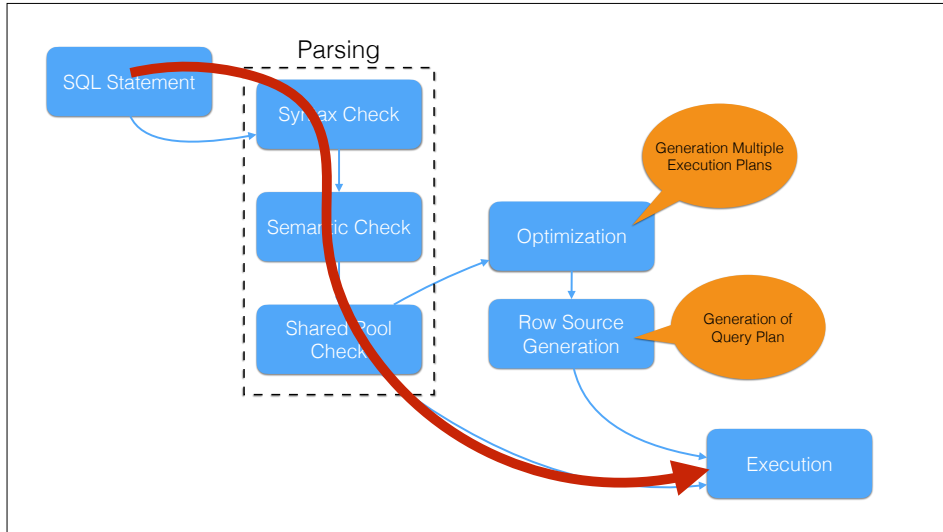 Parsing
SQL Statement
Syntax Check
Semantic Check
Shared Pool
Check
Generation Multiple
Execution Plans
Optimization
Row Source
Generation
Generation of
Query Plan
Execution